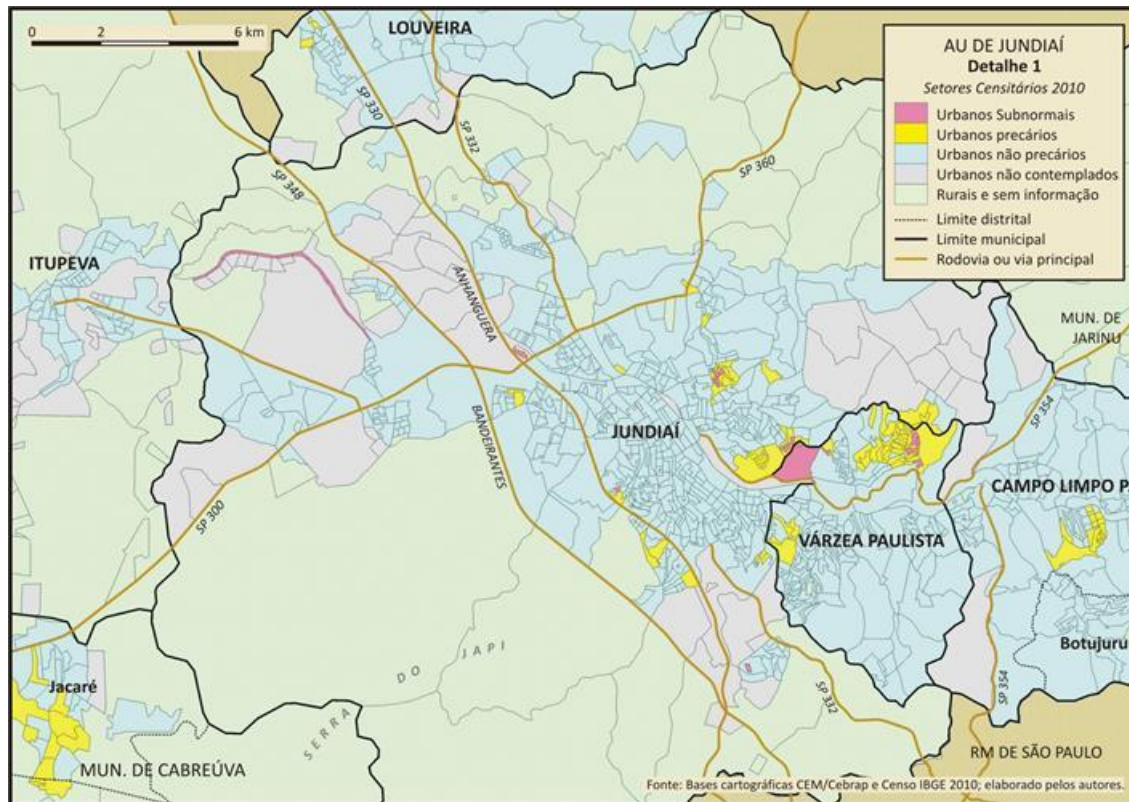 0 2 4 6 km
LOUVEIRA
AU DE JUNDIAÍ
Detalhe 1
Setores Censitários 2010
Urbanos Subnormais
Urbanos precários
Urbanos não precários
Urbanos não contemplados
Rurais e sem informação
Limite distrital
Limite municipal
Rodovia ou via principal
SP 330
SP 332
SP 360
SP 348
ITUPEVA
ANHANGUERA
MUN. DE
JARINU
SP 354
BANDEIRANTES
JUNDIAÍ
CAMPO LIMPO P
SP 300
VÁRZEA PAULISTA
Botujuru
SERRA DO JAPI
Jacaré
SP 354
SP 332
MUN. DE CABREÚVA
RM DE SÃO PAULO
Fonte: Bases cartográficas CEM/Cebrap e Censo IBGE 2010; elaborado pelos autores.